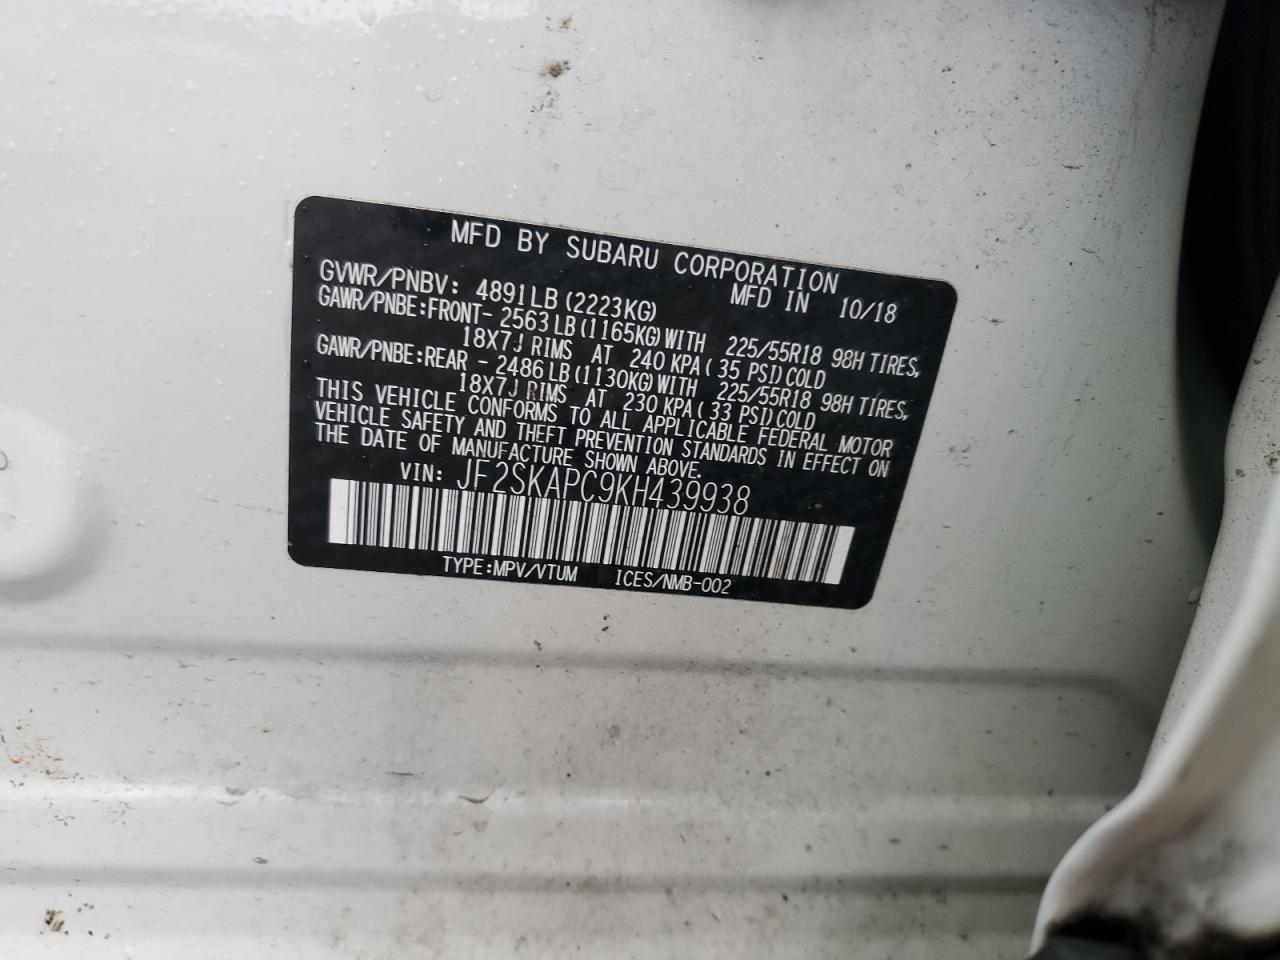 MFD BY SUBARU CORPORATION
GVWR/PNBV: 4891LB (2223KG) MFD IN 10/18
GAWR/PNBE:FRONT- 2563LB(1165KG)WITH 225/55R18 98H TIRES,
18X7J RIMS AT 240 KPA( 35 PSI)COLD
GAWR/PNBE:REAR - 2486LB(1130KG)WITH 225/55R18 98H TIRES,
18X7J RIMS AT 230 KPA( 33 PSI)COLD
THIS VEHICLE CONFORMS TO ALL APPLICABLE FEDERAL MOTOR
VEHICLE SAFETY AND THEFT PREVENTION STANDARDS IN EFFECT ON
THE DATE OF MANUFACTURE SHOWN ABOVE.
VIN: JF2SKAPC9KH439938
TYPE:MPV/VTUM ICES/NMB-002